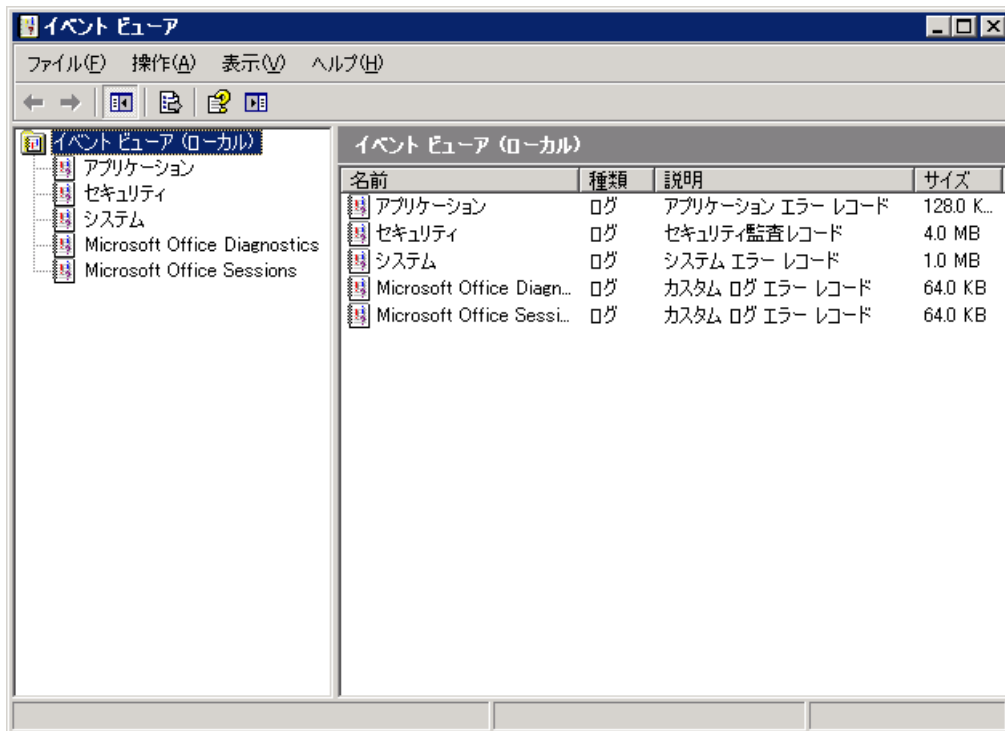 イベント ビューア
ファイル(F) 操作(A) 表示(V) ヘルプ(H)
イベント ビューア (ローカル)
アプリケーション
セキュリティ
システム
Microsoft Office Diagnostics
Microsoft Office Sessions
イベント ビューア (ローカル)
名前 種類 説明 サイズ
アプリケーション ログ アプリケーション エラー レコード 128.0 K...
セキュリティ ログ セキュリティ監査レコード 4.0 MB
システム ログ システム エラー レコード 1.0 MB
Microsoft Office Diagn... ログ カスタム ログ エラー レコード 64.0 KB
Microsoft Office Sessi... ログ カスタム ログ エラー レコード 64.0 KB